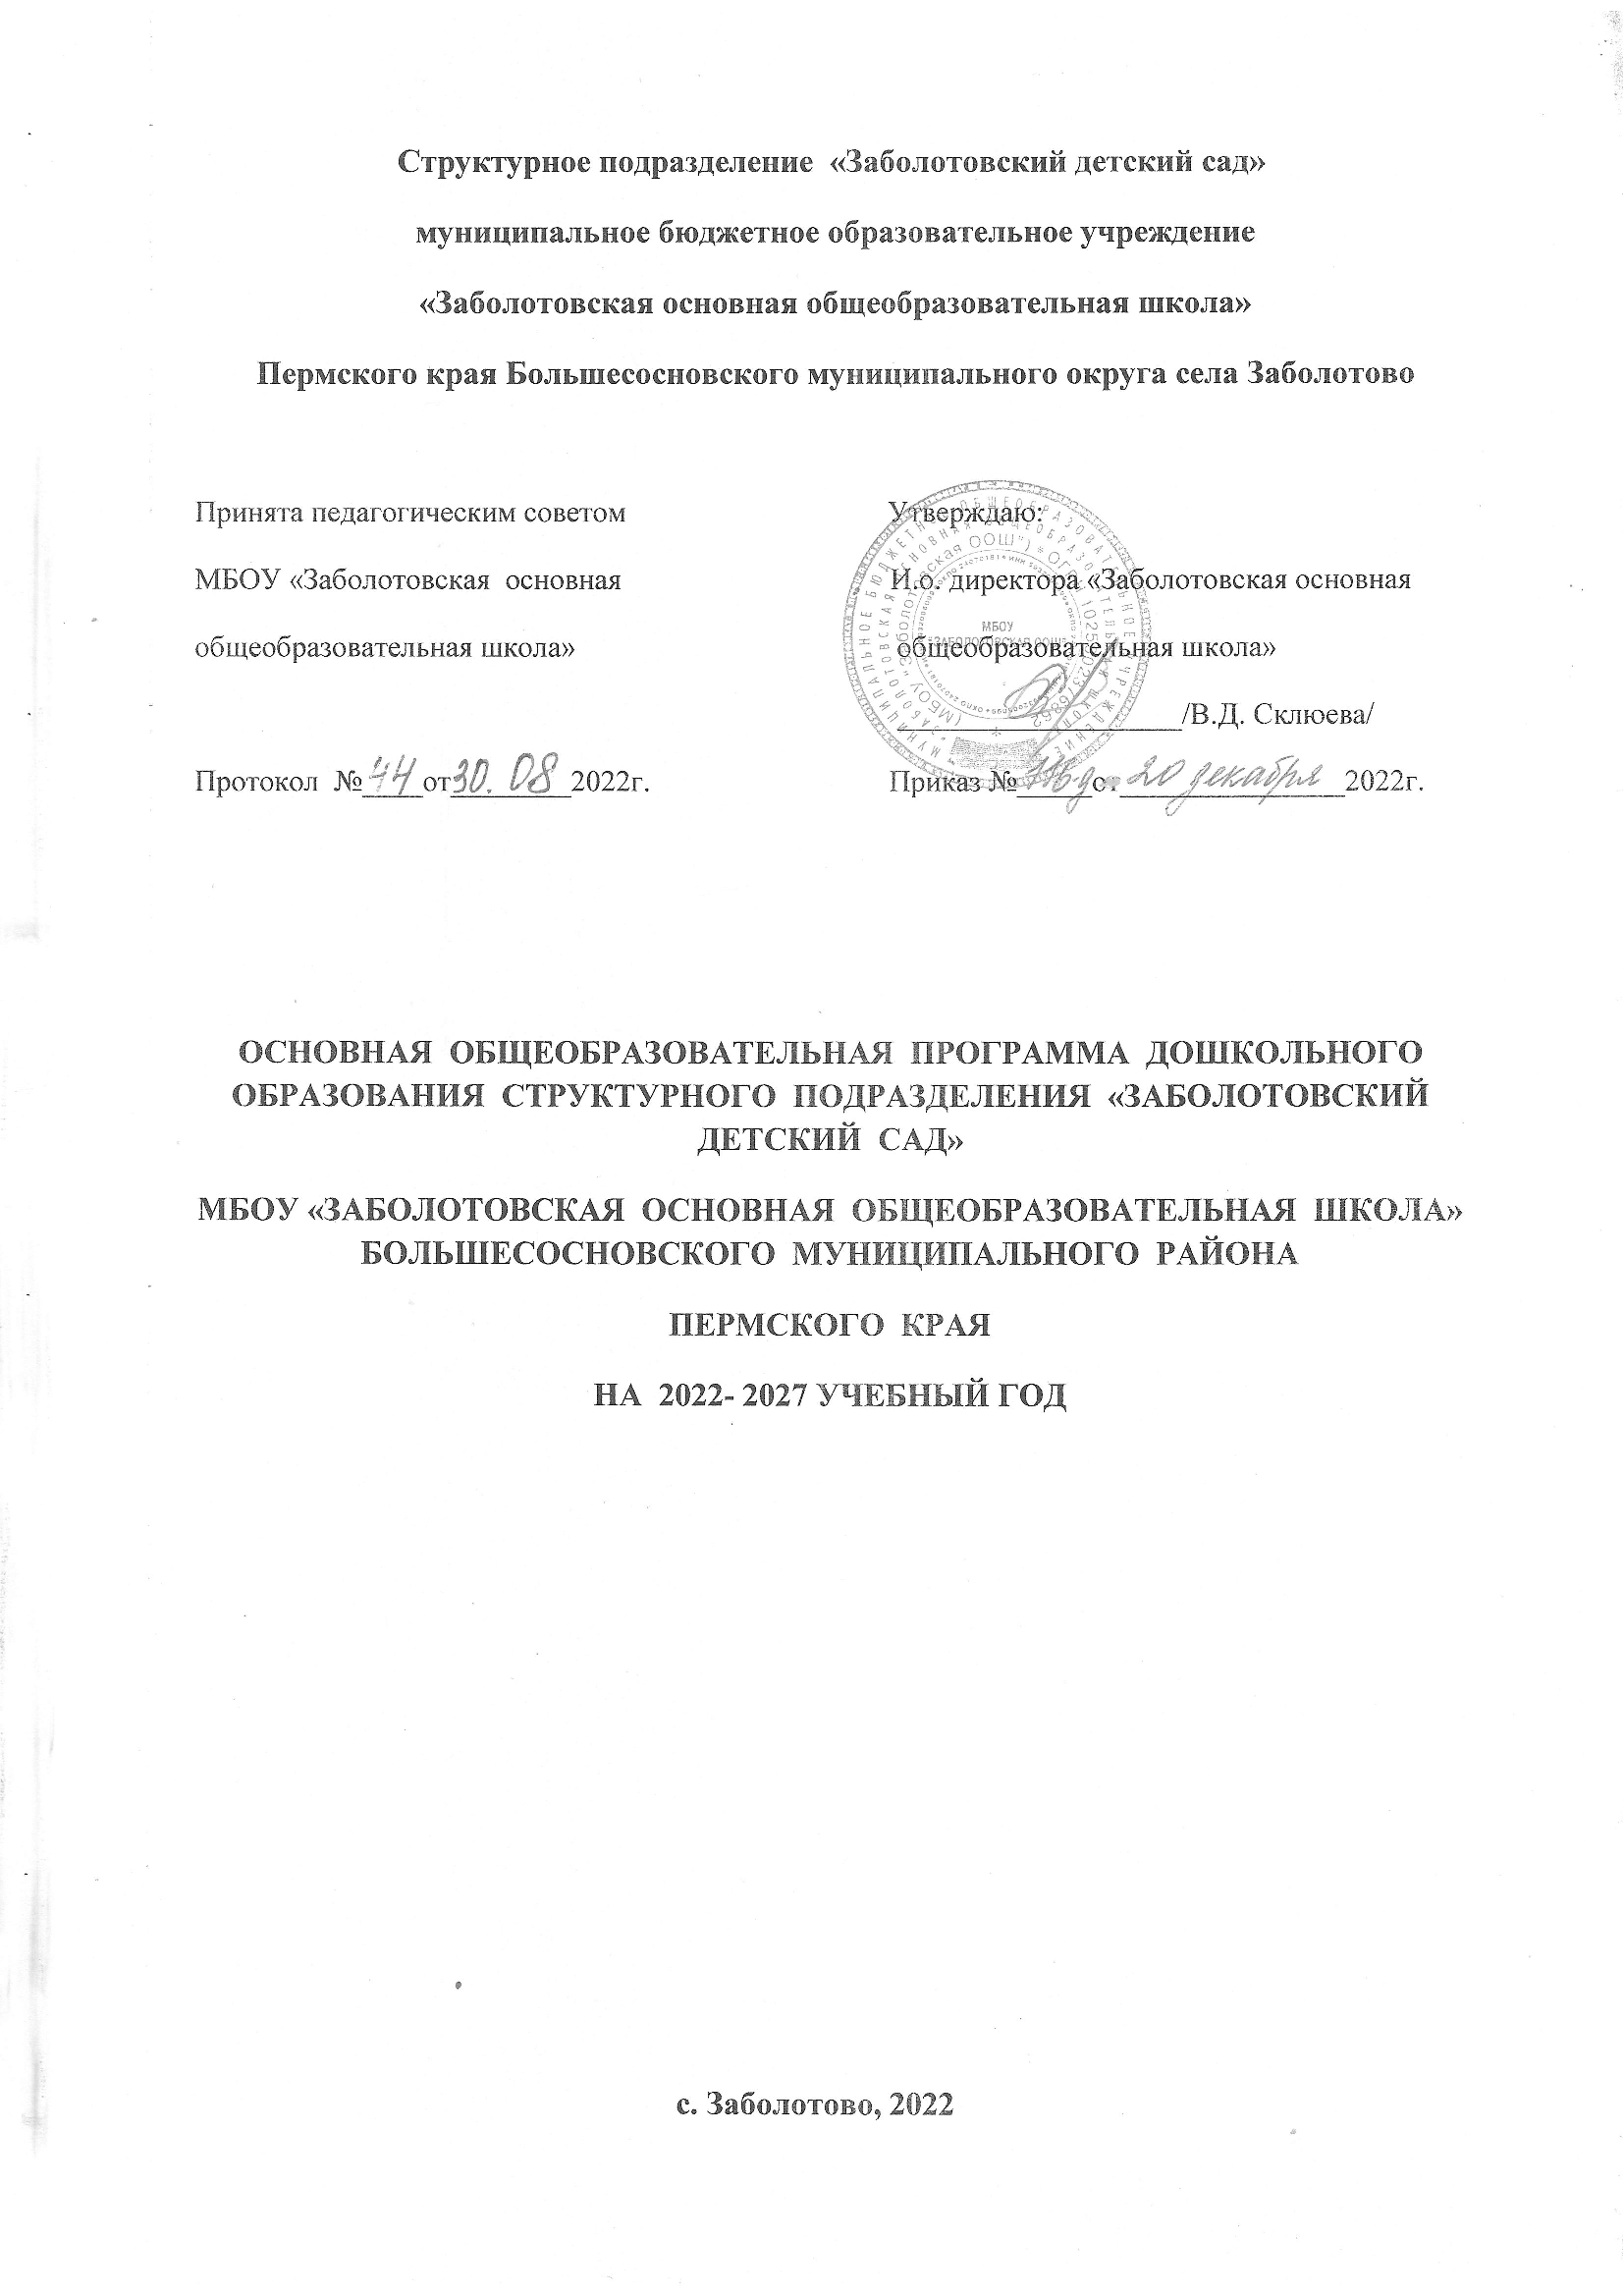 Структурное подразделение «Заболотовский детский сад»
муниципальное бюджетное образовательное учреждение
«Заболотовская основная общеобразовательная школа»
Пермского края Большесосновского муниципального округа села Заболотово
Принята педагогическим советом
МБОУ «Заболотовская основная
общеобразовательная школа»
Протокол №44 от 30.08 2022г.
Утверждаю:
И.о. директора «Заболотовская основная
общеобразовательная школа»
/В.Д. Склюева/
Приказ № 20 декабря 2022г.
МБОУ
"ЗАБОЛОТОВСКАЯ ООШ"
ОСНОВНАЯ ОБЩЕОБРАЗОВАТЕЛЬНАЯ ПРОГРАММА ДОШКОЛЬНОГО
ОБРАЗОВАНИЯ СТРУКТУРНОГО ПОДРАЗДЕЛЕНИЯ «ЗАБОЛОТОВСКИЙ
ДЕТСКИЙ САД»
МБОУ «ЗАБОЛОТОВСКАЯ ОСНОВНАЯ ОБЩЕОБРАЗОВАТЕЛЬНАЯ ШКОЛА»
БОЛЬШЕСОСНОВСКОГО МУНИЦИПАЛЬНОГО РАЙОНА
ПЕРМСКОГО КРАЯ
НА 2022- 2027 УЧЕБНЫЙ ГОД
с. Заболотово, 2022